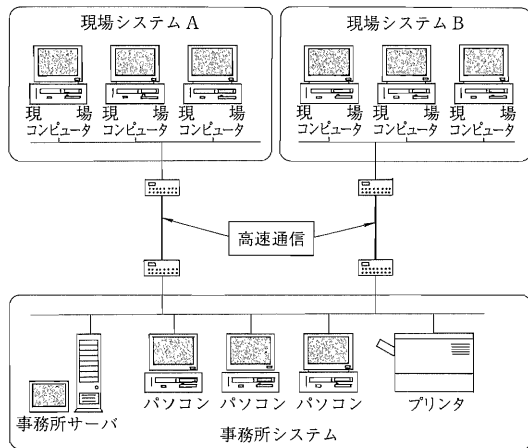 現場システムA
現場コンピュータ
現場コンピュータ
現場コンピュータ
現場システムB
現場コンピュータ
現場コンピュータ
現場コンピュータ
高速通信
事務所サーバ
パソコン
パソコン
パソコン
プリンタ
事務所システム